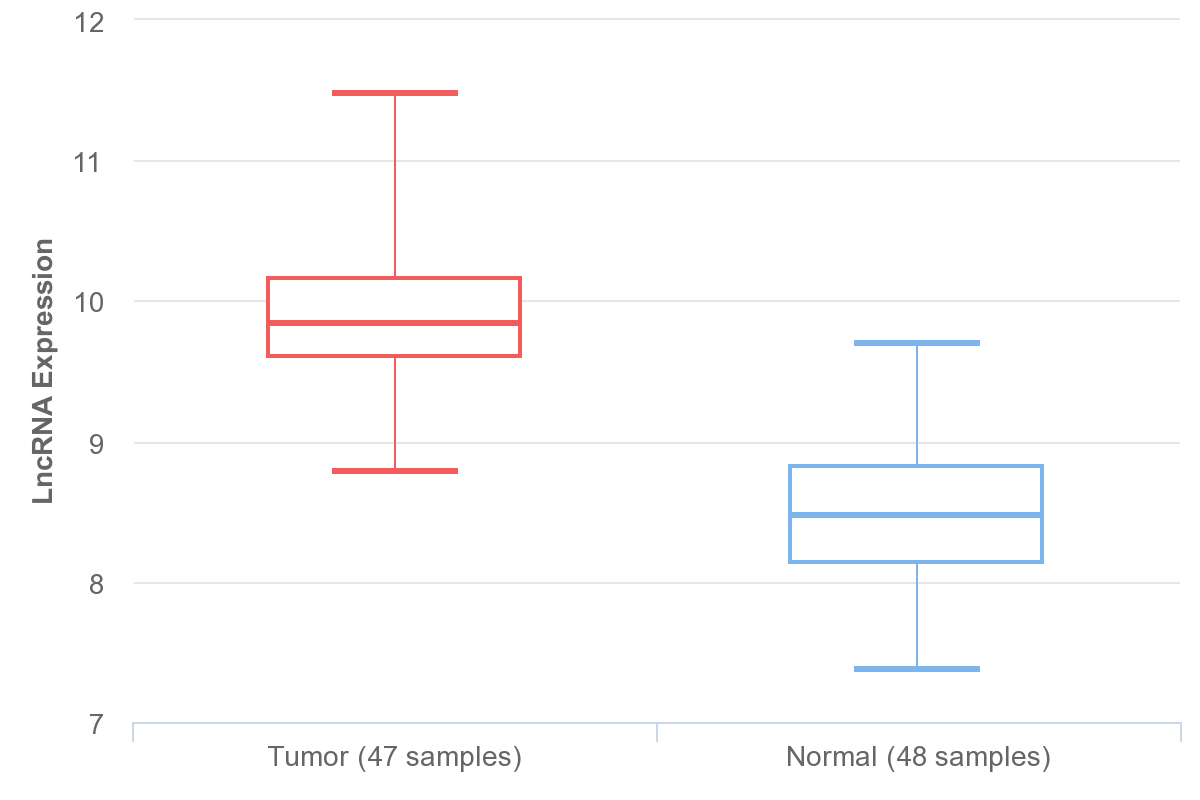 12
11
10
9
8
7
LncRNA Expression
Tumor (47 samples)
Normal (48 samples)